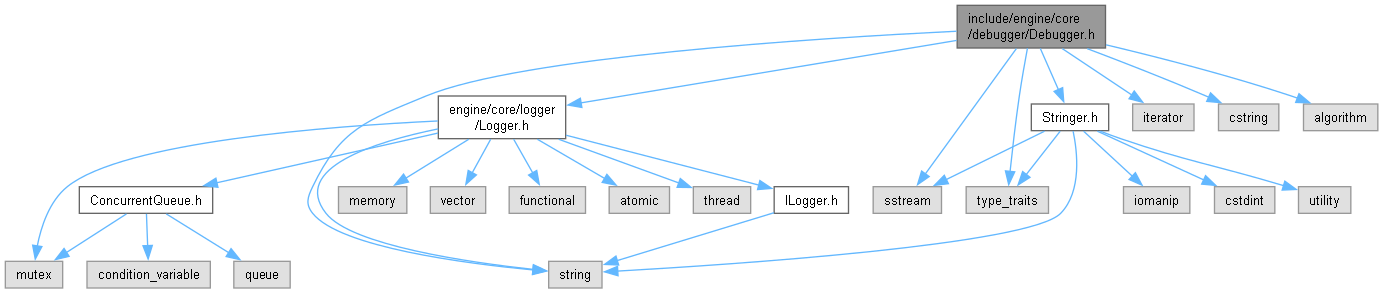 include/engine/core
/debugger/Debugger.h
engine/core/logger
/Logger.h
Stringer.h
iterator
cstring
algorithm
ConcurrentQueue.h
memory
vector
functional
atomic
thread
ILogger.h
sstream
type_traits
iomanip
cstdint
utility
mutex
condition_variable
queue
string